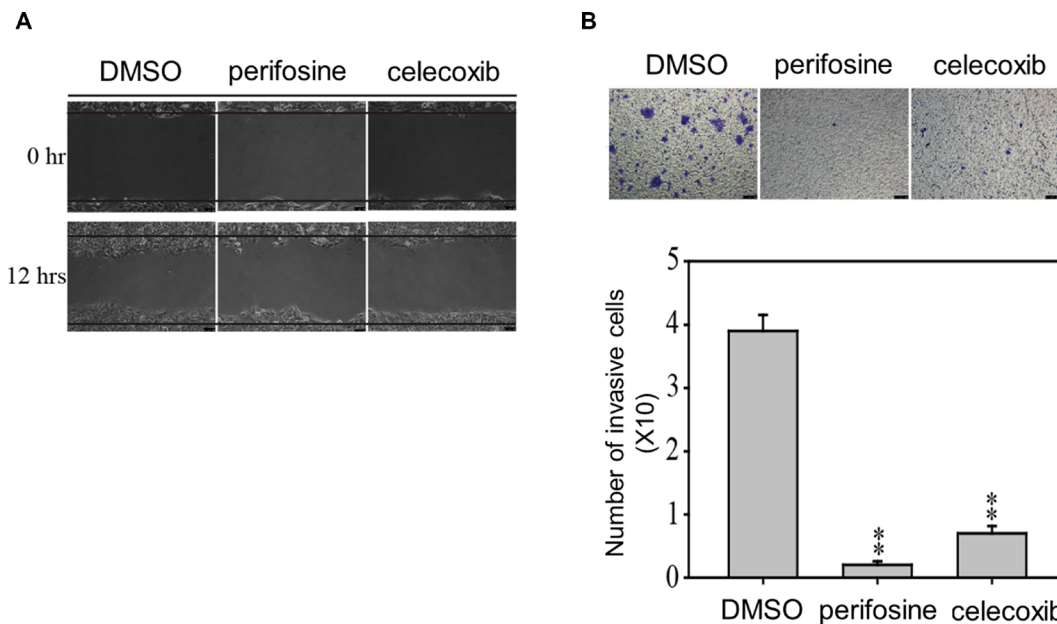 A
DMSO perifosine celecoxib
0 hr
12 hrs
B
DMSO perifosine celecoxib
Number of invasive cells
(X10)
5
4
3
2
1
0
**
**
DMSO perifosine celecoxib